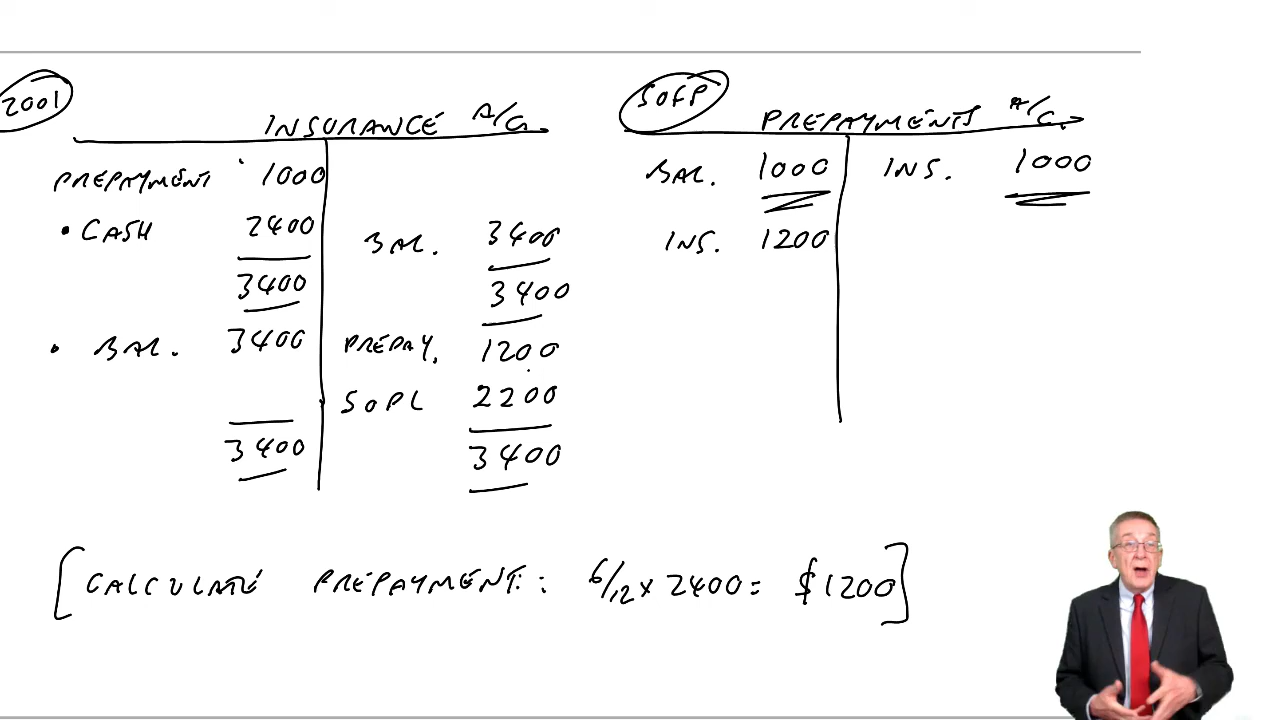 2001
SOFP
INSURANCE A/C.
PREPAYMENTS A/C.
PREPAYMENT 1000
BAL. 1000 INS. 1000
• CASH 2400 BAL. 3400
INS. 1200
3400 3400
• BAL. 3400 PREPAY. 1200
SOPL 2200
3400 3400
[CALCULATE PREPAYMENT: 6/12 x 2400 = $1200]